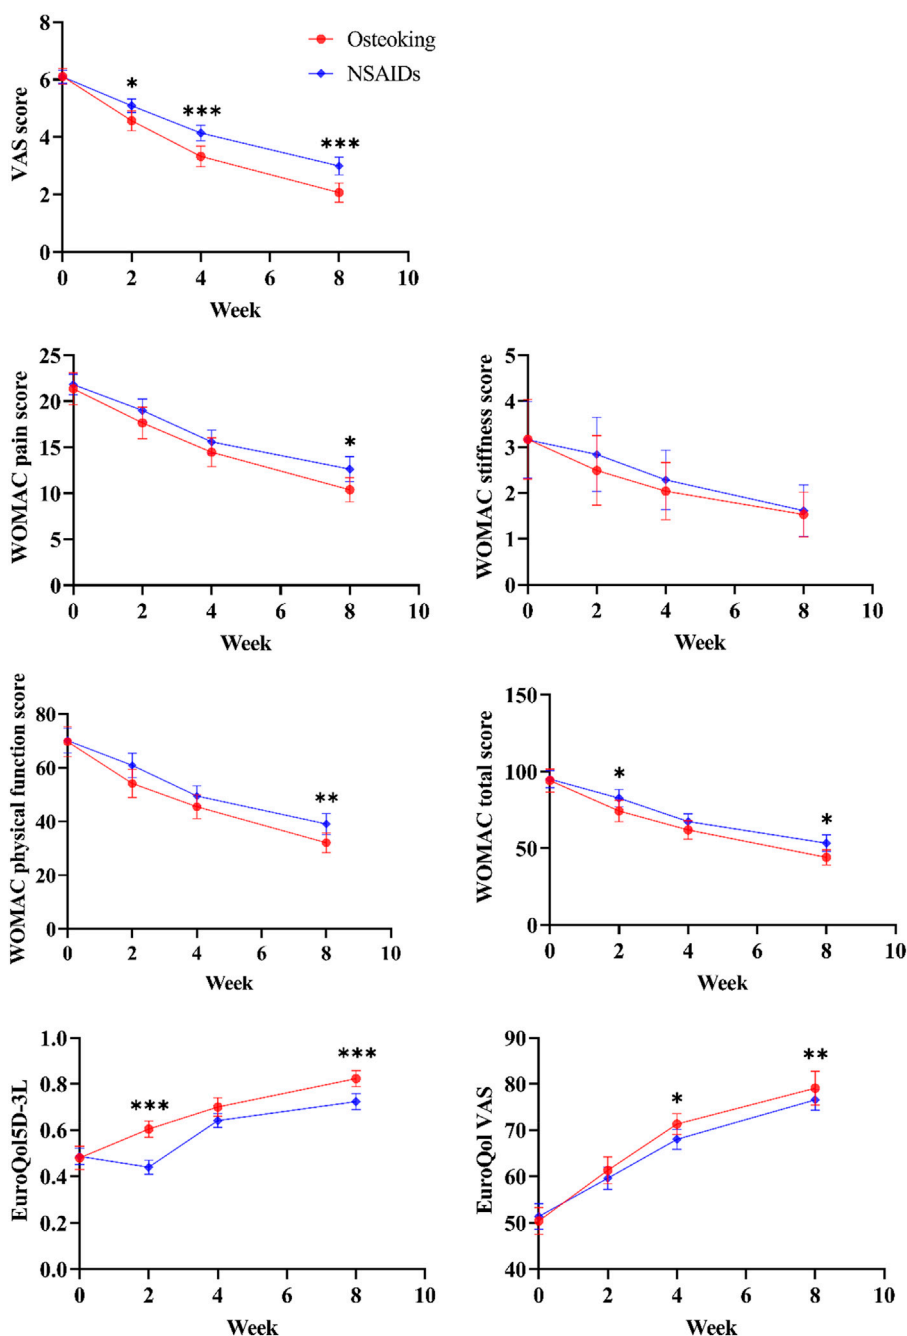 Osteoking
NSAIDs
VAS score
8
6
4
2
0
*
***
***
0 2 4 6 8 10
Week
WOMAC pain score
25
20
15
10
5
0
*
0 2 4 6 8 10
Week
WOMAC stiffness score
5
4
3
2
1
0
0 2 4 6 8 10
Week
WOMAC physical function score
80
60
40
20
0
**
0 2 4 6 8 10
Week
WOMAC total score
150
100
50
0
*
*
0 2 4 6 8 10
Week
EuroQol5D-3L
1.0
0.8
0.6
0.4
0.2
0.0
***
***
0 2 4 6 8 10
Week
EuroQol VAS
90
80
70
60
50
40
*
**
0 2 4 6 8 10
Week